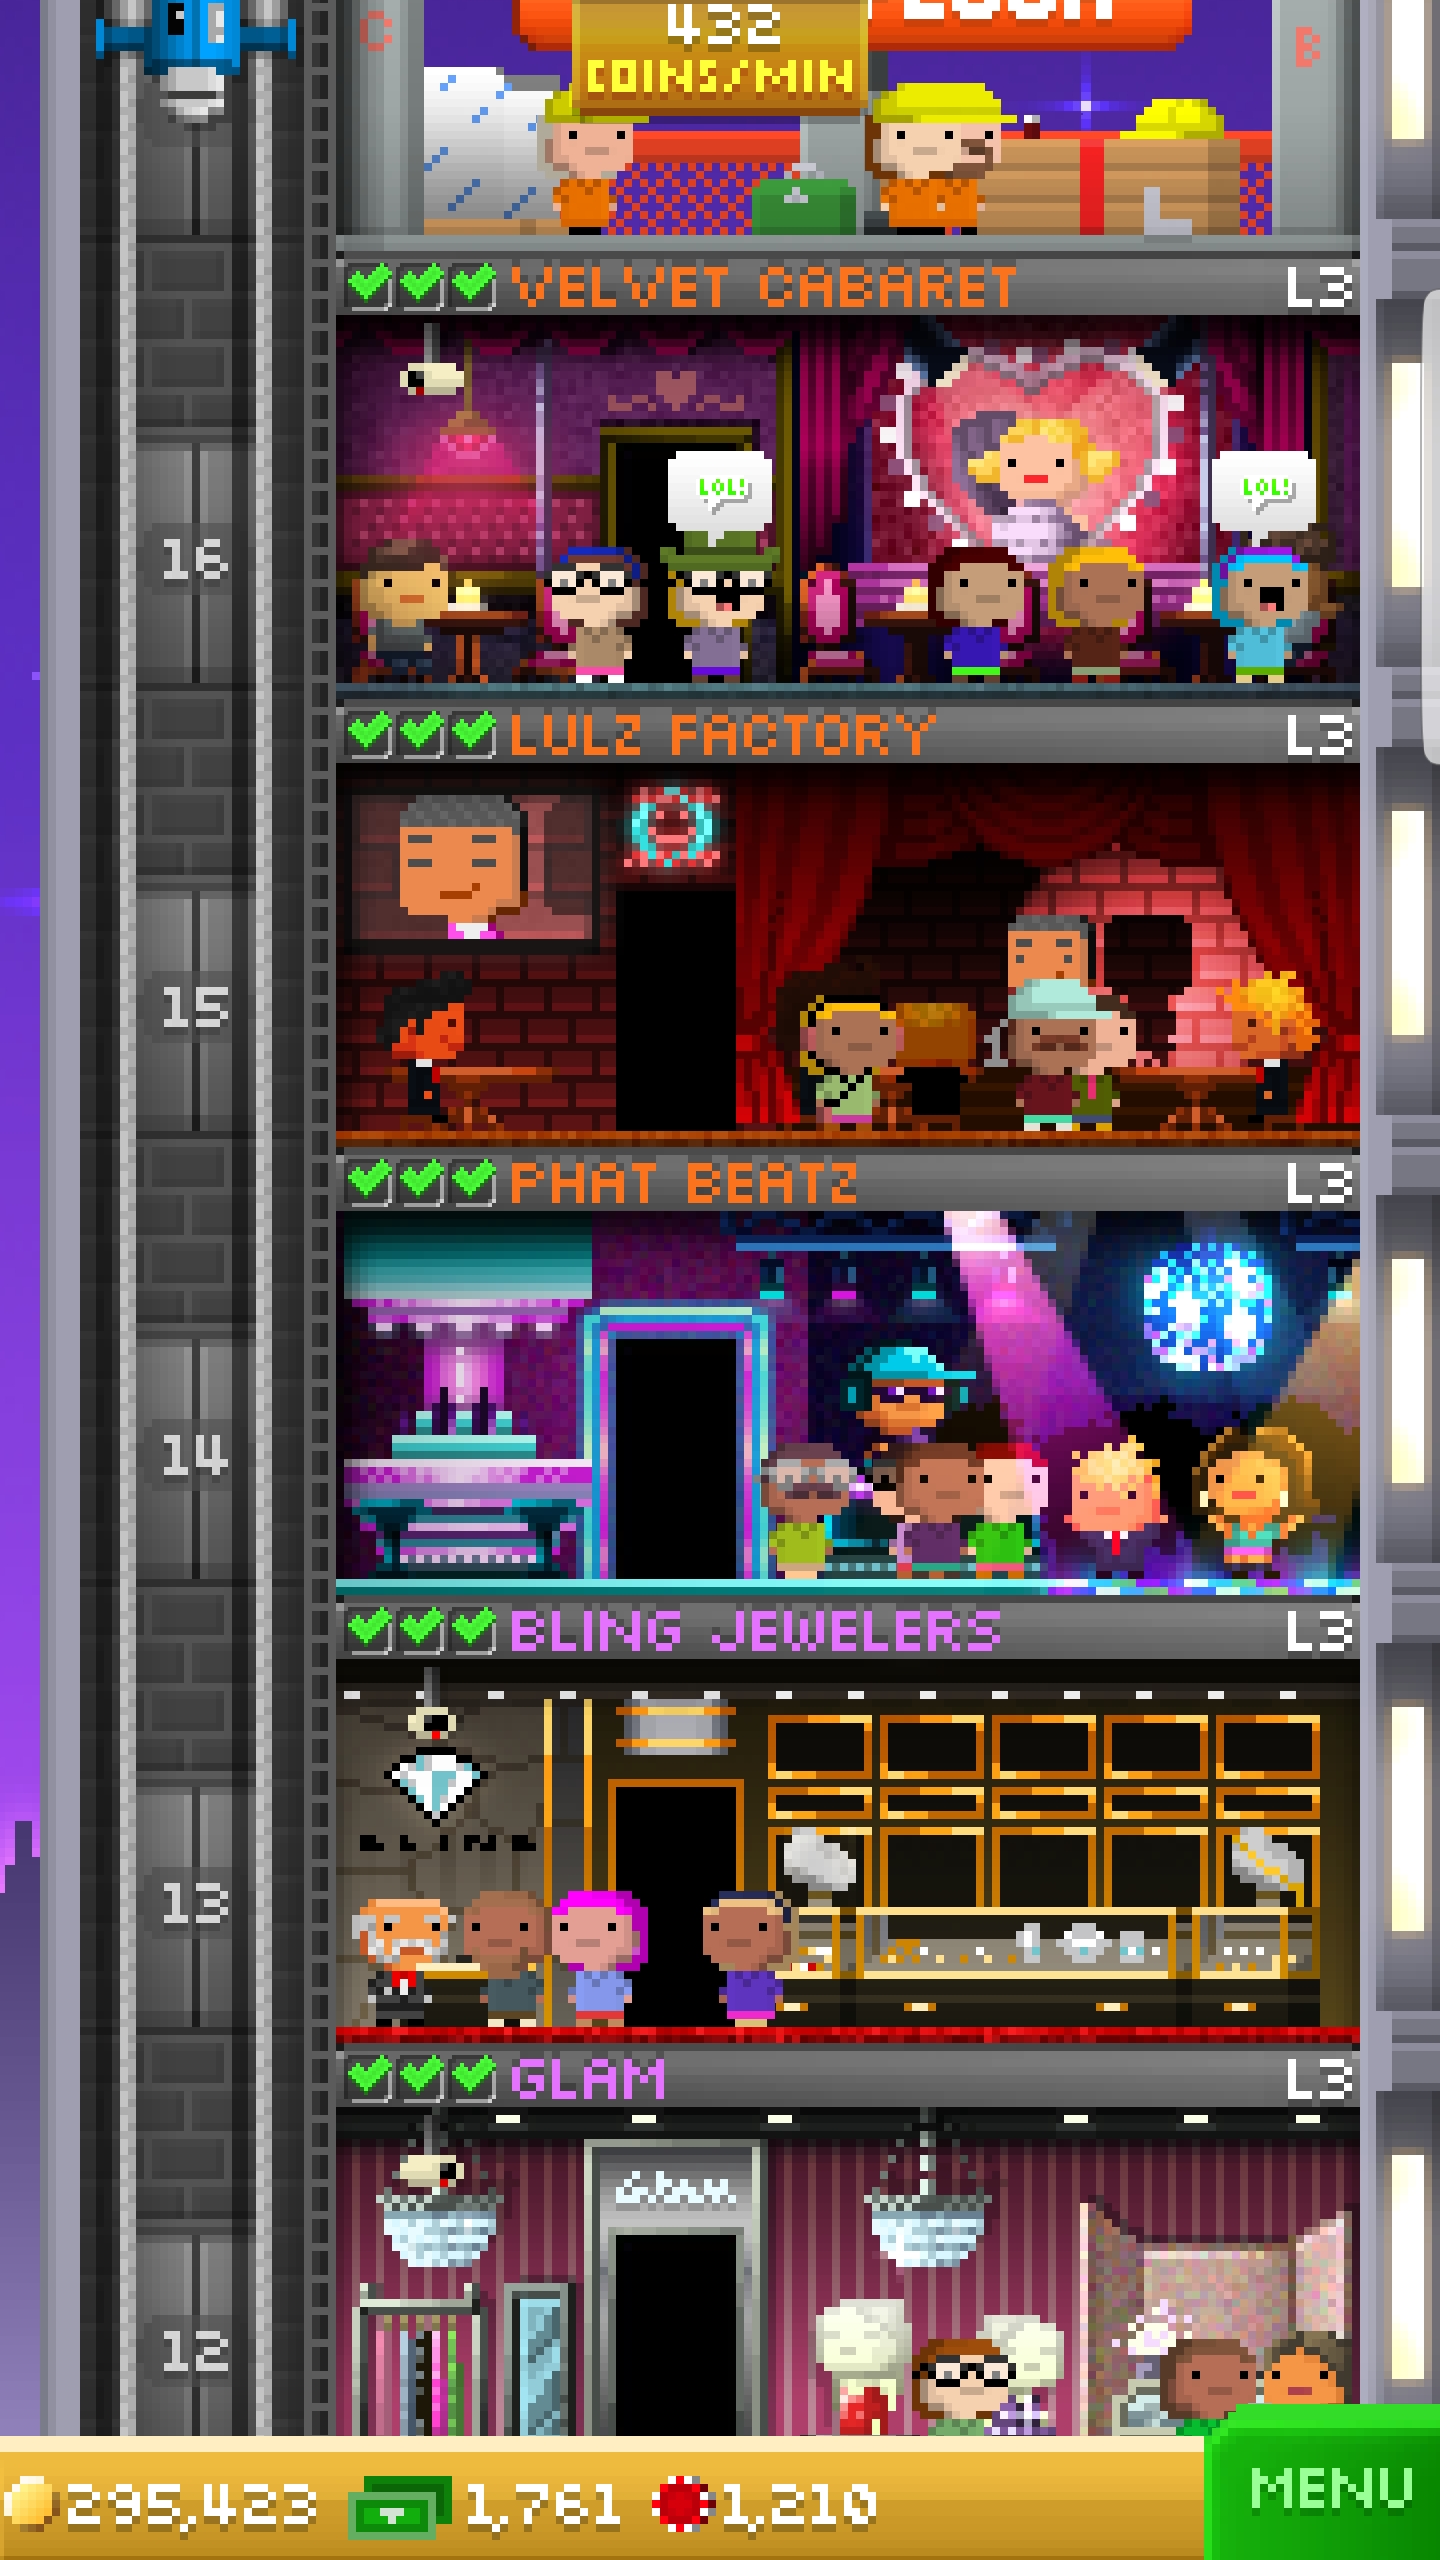 C
B
432
COINS/MIN
VELVET CABARET L3
LOL!
LOL!
16
LULZ FACTORY L3
15
PHAT BEATZ L3
14
BLING JEWELERS L3
13
GLAM L3
Glam
12
295,423 1,761 1,210
MENU